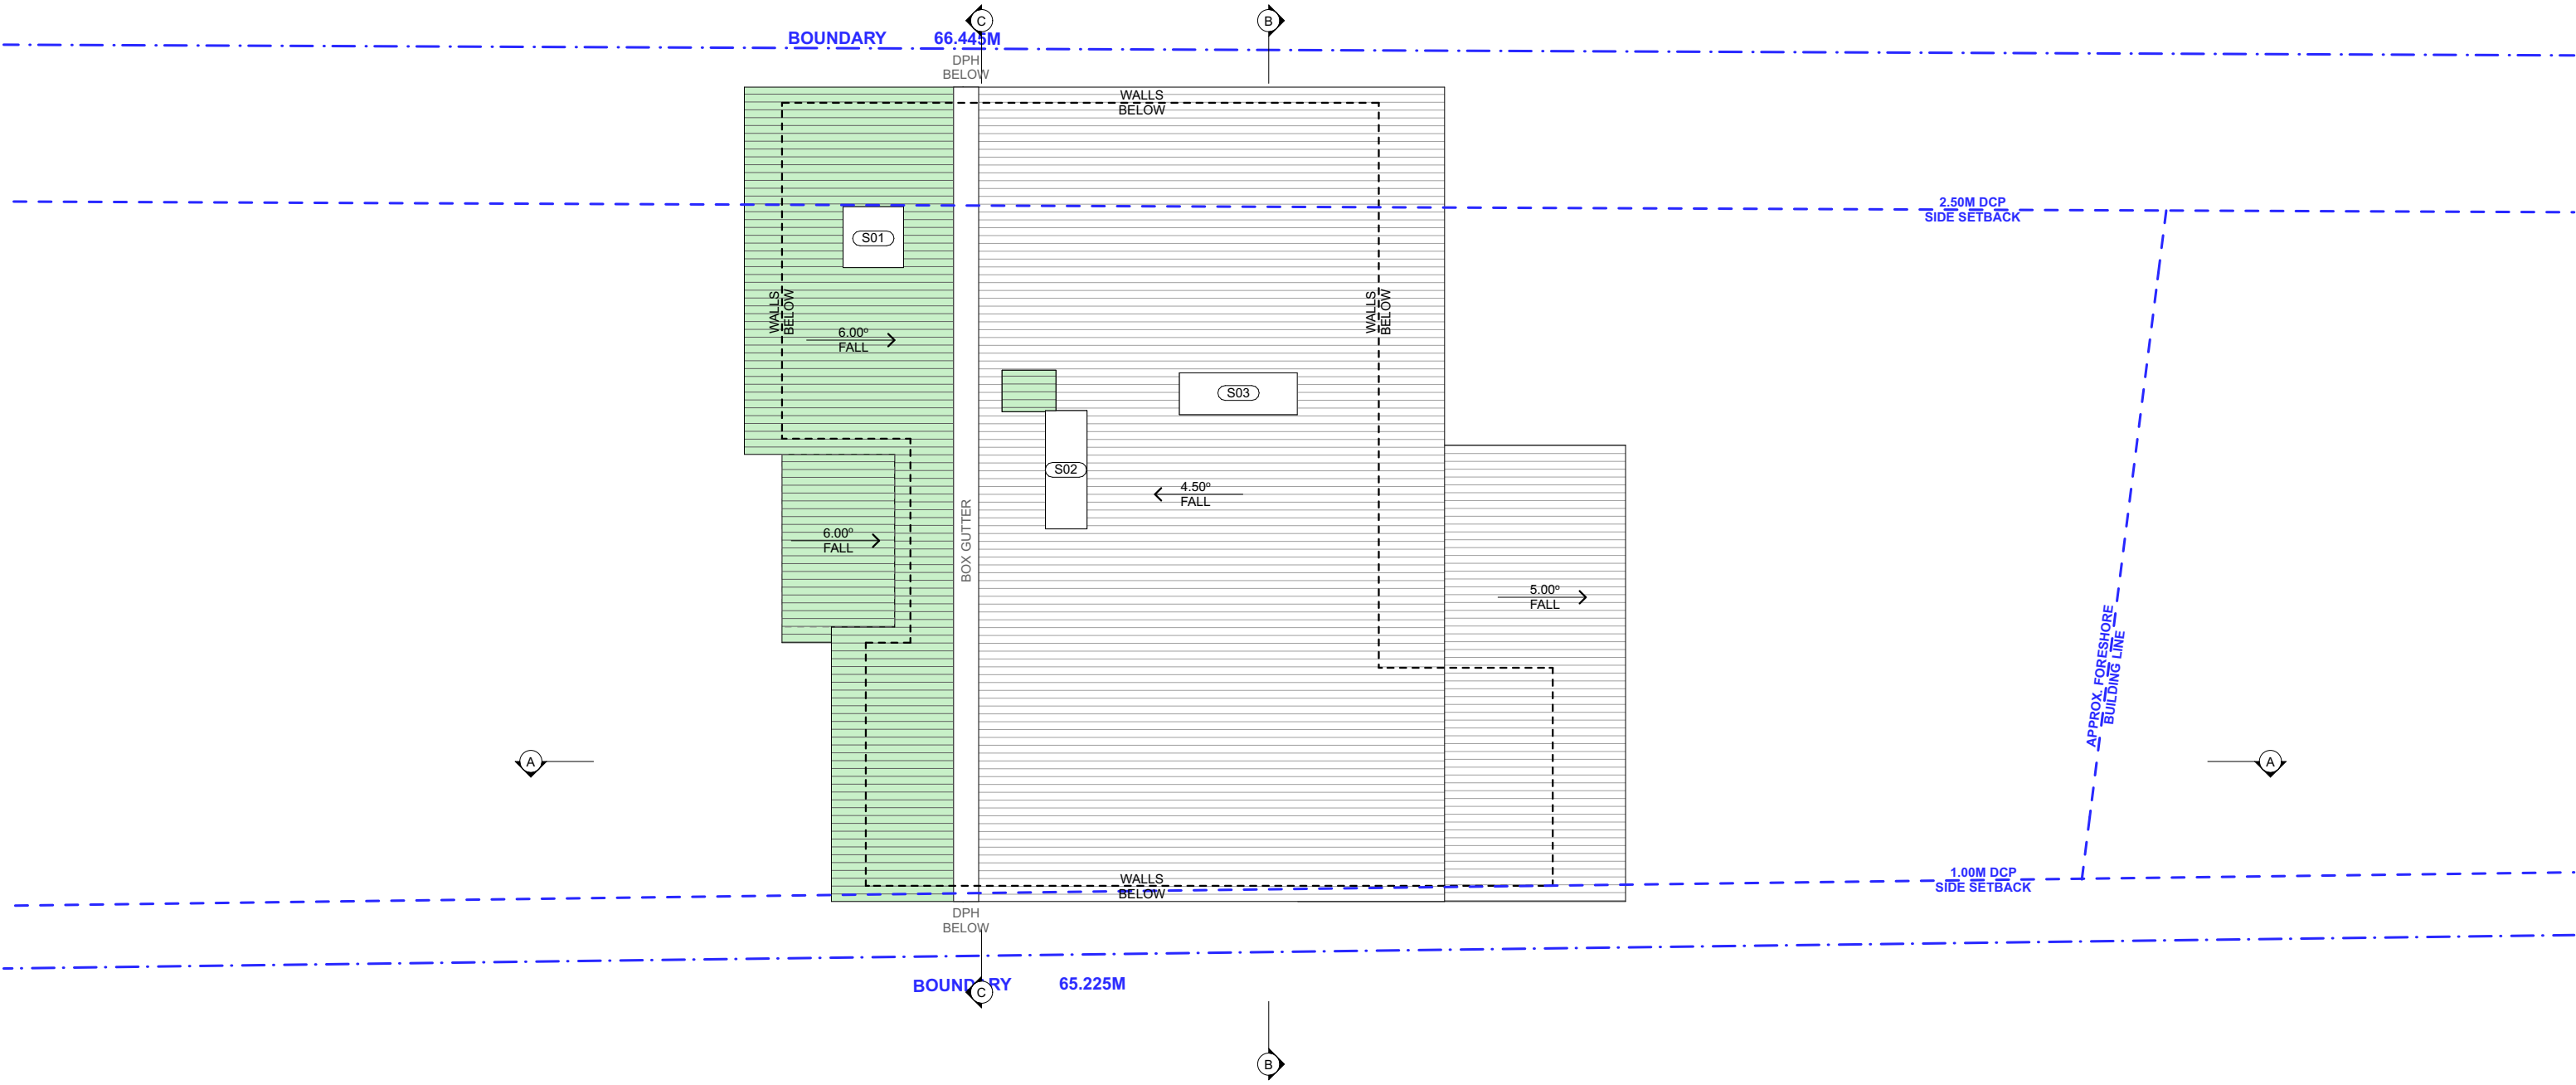 C
B
BOUNDARY 66.445M
DPH
BELOW
WALLS
BELOW
2.50M DCP
SIDE SETBACK
S01
WALLS
BELOW
WALLS
BELOW
6.00º
FALL
S03
S02
4.50º
FALL
BOX GUTTER
6.00º
FALL
5.00º
FALL
APPROX. FORESHORE
BUILDING LINE
A
A
WALLS
BELOW
1.00M DCP
SIDE SETBACK
DPH
BELOW
BOUNDARY 65.225M
C
B